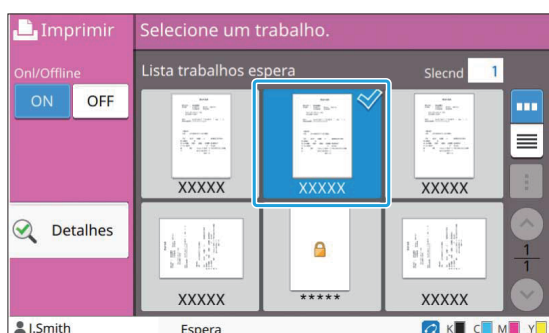 Imprimir
Selecione um trabalho.
Onl/Offline
ON
OFF
Lista trabalhos espera
Slecnd
1
XXXXX
XXXXX
XXXXX
Detalhes
XXXXX
*****
XXXXX
1
1
I.Smith
Espera
K
C
M
Y